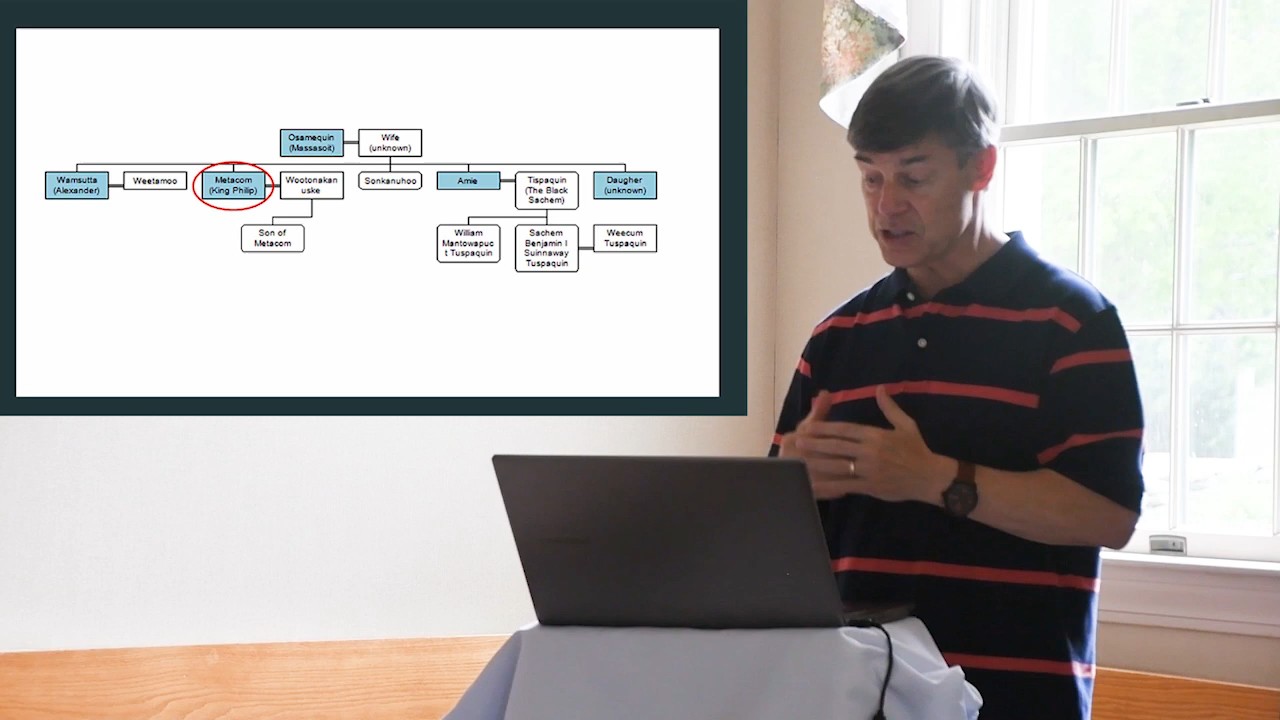 Osamequin
(Massasoit)
Wife
(unknown)
Wamsutta
(Alexander)
Weetamoo
Metacom
(King Philip)
Wootonakan
uske
Sonkanuhoo
Amie
Tispaquin
(The Black
Sachem)
Daugher
(unknown)
Son of
Metacom
William
Mantowapuc
t Tuspaquin
Sachem
Benjamin I
Suinnaway
Tuspaquin
Weecum
Tuspaquin